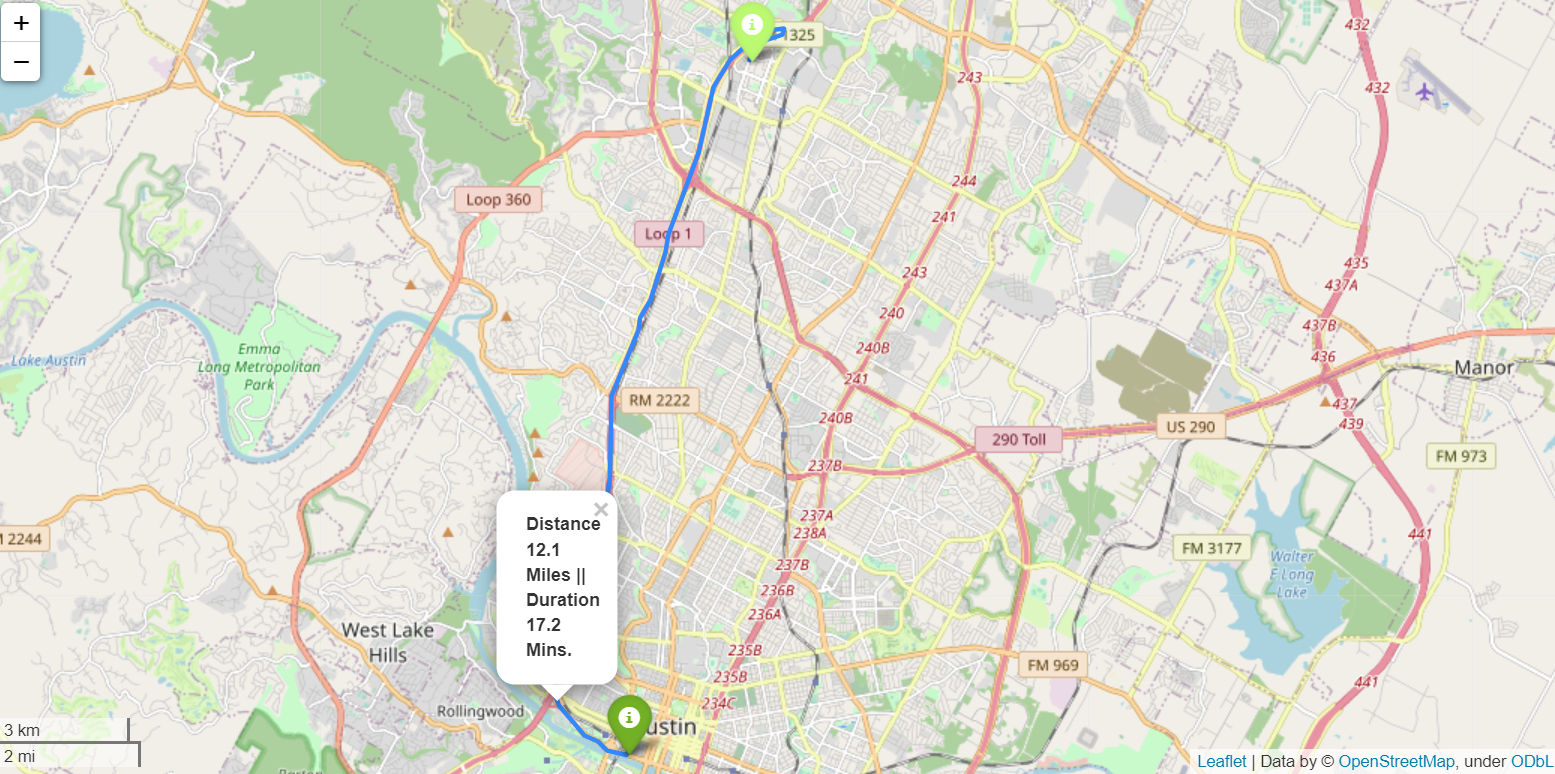 +
−
1325
432
243
432
Loop 360
244
241
Loop 1
243
435
437A
Lake Austin
Emma
Long Metropolitan
Park
240
437B
240B
436
Manor
241
RM 2222
437
240B
439
US 290
290 Toll
FM 973
237B
×
Distance
12.1
Miles ||
Duration
17.2
Mins.
237A
238A
441
M 2244
FM 3177
Walter
E Long
Lake
237B
236B
236A
West Lake
Hills
235B
FM 969
235B
441
234C
Rollingwood
ustin
3 km
2 mi
Leaflet | Data by © OpenStreetMap, under ODbL